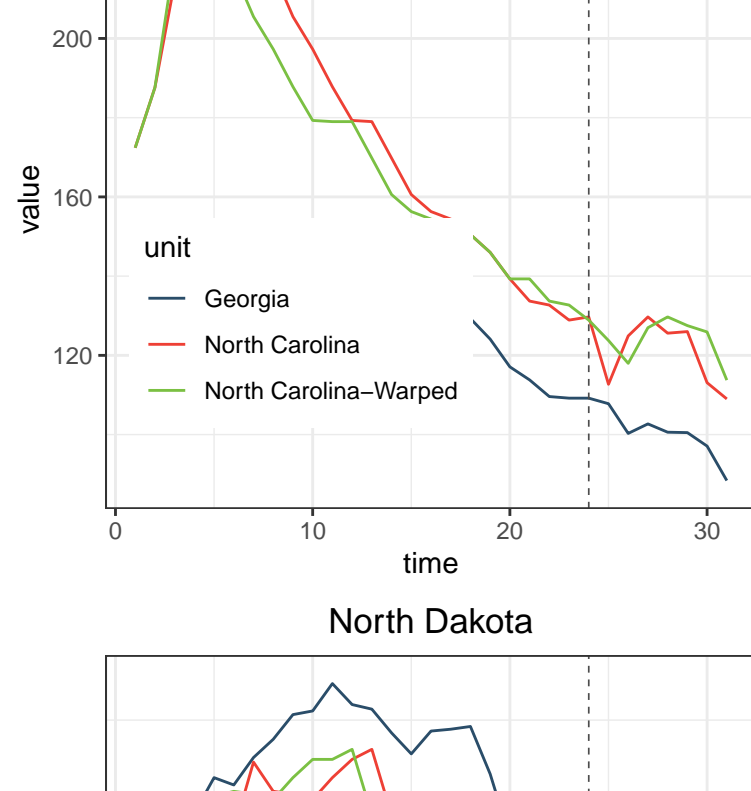 200
160
120
value
unit
Georgia
North Carolina
North Carolina−Warped
0 10 20 30
time
North Dakota